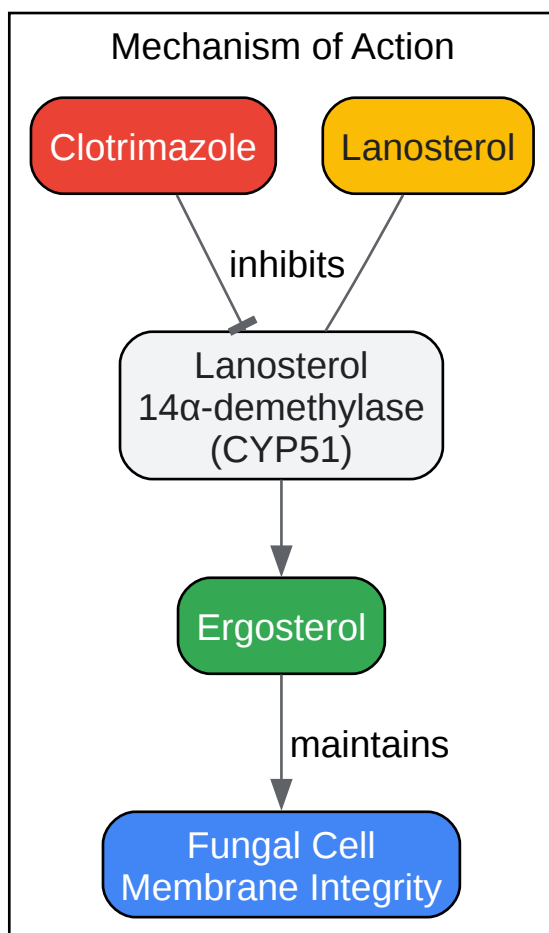 Mechanism of Action
Clotrimazole
Lanosterol
inhibits
Lanosterol
14α-demethylase
(CYP51)
Ergosterol
maintains
Fungal Cell
Membrane Integrity